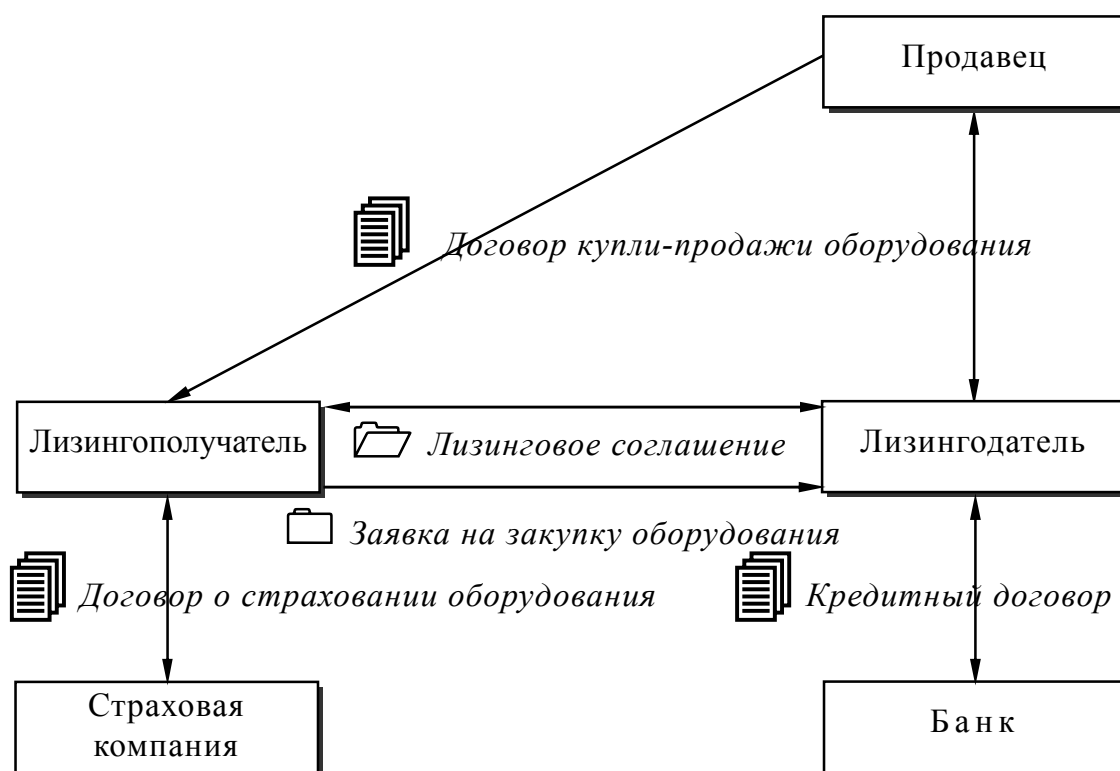 Продавец
Договор купли-продажи оборудования
Лизингополучатель
Лизинговое соглашение
Лизингодатель
Заявка на закупку оборудования
Договор о страховании оборудования
Кредитный договор
Страховая
компания
Банк